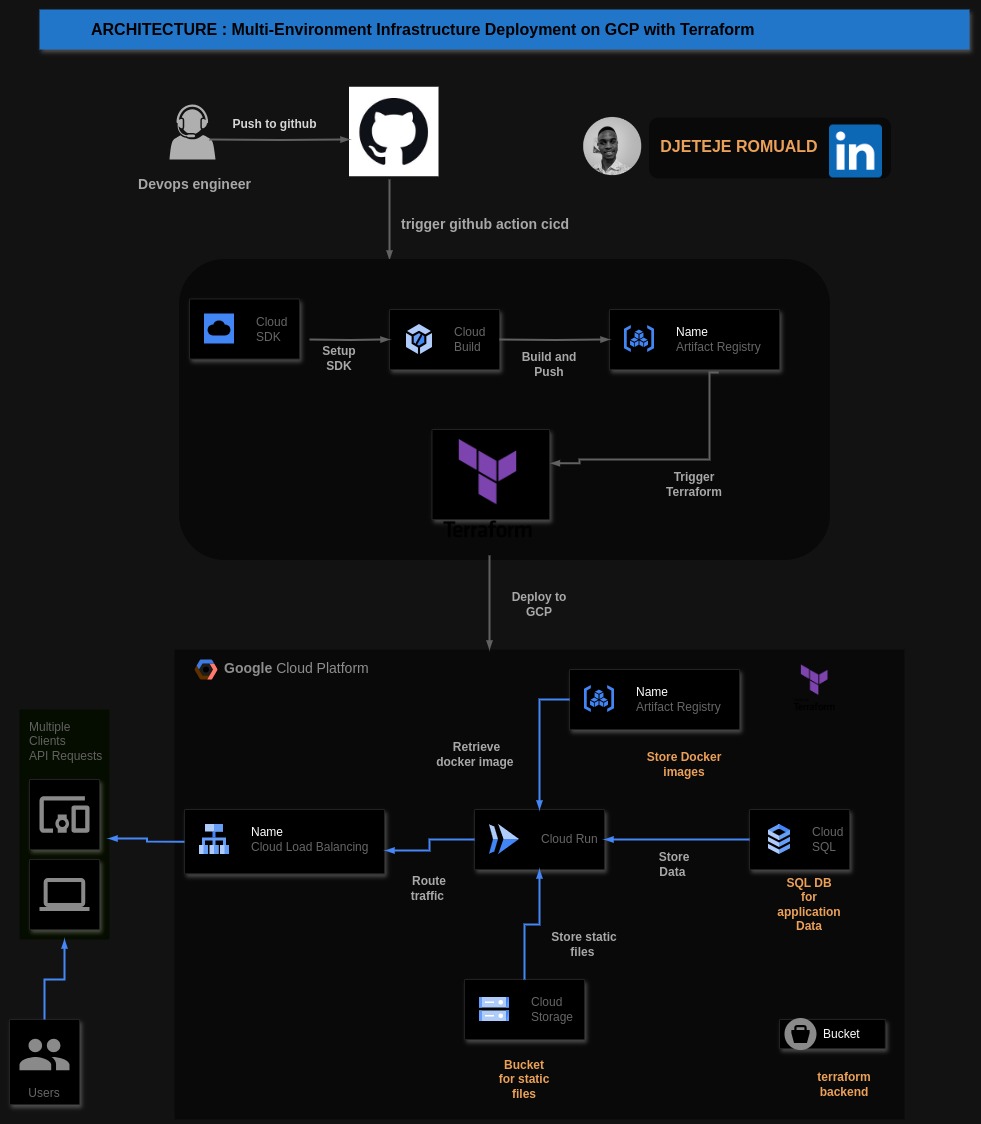 ARCHITECTURE : Multi-Environment Infrastructure Deployment on GCP with Terraform
Push to github
Devops engineer
DJETEJE ROMUALD
in
trigger github action cicd
Cloud
SDK
Setup
SDK
Cloud
Build
Build and
Push
Name
Artifact Registry
Terraform
Trigger
Terraform
Deploy to
GCP
Google Cloud Platform
Name
Artifact Registry
Terraform
Store Docker
images
Retrieve
docker image
Multiple
Clients
API Requests
Name
Cloud Load Balancing
Route
traffic
Cloud Run
Store
Data
Cloud
SQL
SQL DB
for
application
Data
Store static
files
Cloud
Storage
Bucket
for static
files
Bucket
terraform
backend
Users